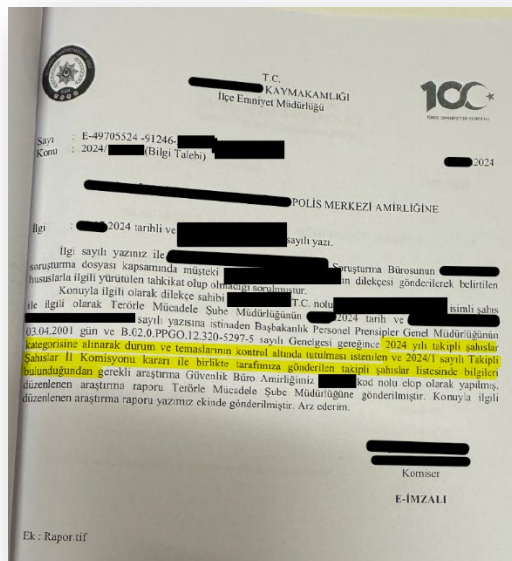 T.C.
KAYMAKAMLIĞI
İlçe Emniyet Müdürlüğü
100
Sayı : E-49705524 -91246-
Konu : 2024/ (Bilgi Talebi)
2024
POLİS MERKEZİ AMİRLİĞİNE
İlgi : 2024 tarihli ve sayılı yazı.
İlgi sayılı yazınız ile Soruşturma Bürosunun
soruşturma dosyası kapsamında müşteki ın dilekçesi gönderilerek belirtilen
hususlarla ilgili yürütülen tahkikat olup olmadığı sorulmuştur.
Konuyla ilgili olarak dilekçe sahibi T.C. nolu isimli şahıs
ile ilgili olarak Terörle Mücadele Şube Müdürlüğünün 2024 tarih ve
sayılı yazısına istinaden Başbakanlık Personel Prensipler Genel Müdürlüğünün
03.04.2001 gün ve B.02.0.PPGO.12.320-5297-5 sayılı Genelgesi gereğince 2024 yılı takipli şahıslar
kategorisine alınarak durum ve temaslarının kontrol altında tutulması istenilen ve 2024/1 sayılı Takipli
Şahıslar İl Komisyonu kararı ile birlikte tarafımıza gönderilen takipli şahıslar listesinde bilgileri
bulunduğundan gerekli araştırma Güvenlik Büro Amirliğimiz kod nolu ekip olarak yapılmış,
düzenlenen araştırma raporu Terörle Mücadele Şube Müdürlüğüne gönderilmiştir. Konuyla ilgili
düzenlenen araştırma raporu yazımız ekinde gönderilmiştir. Arz ederim.
Komiser
E-İMZALI
Ek : Rapor.tif